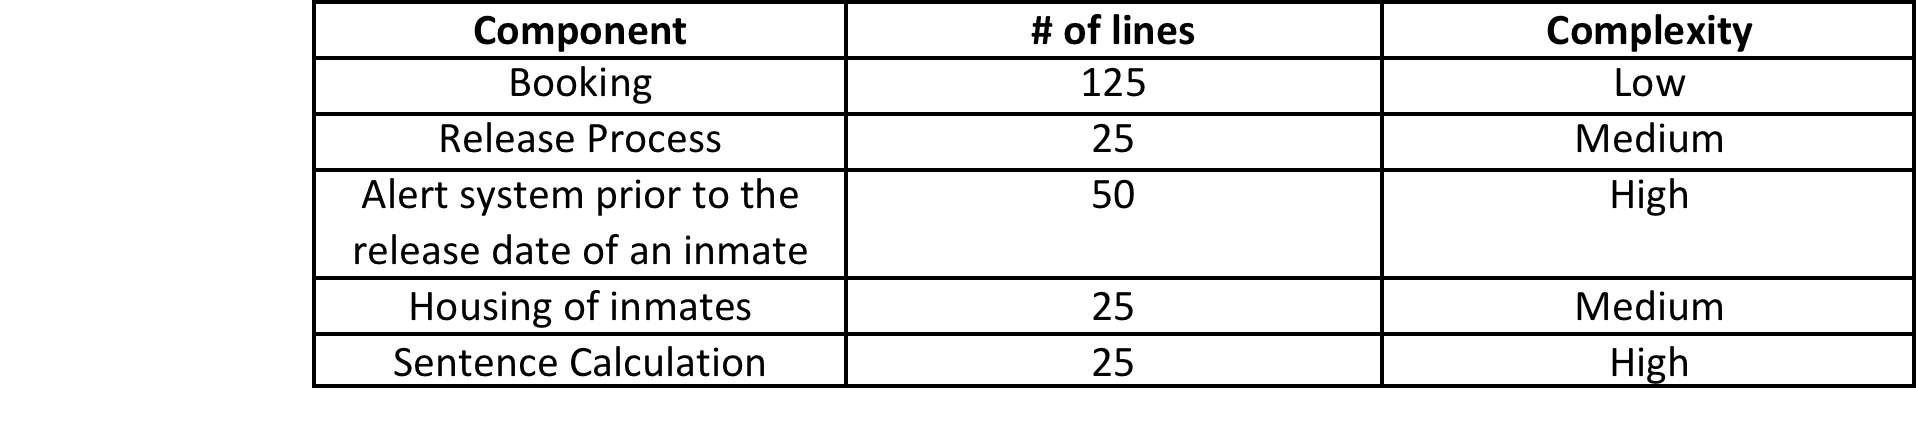 Component # of lines Complexity
Booking 125 Low
Release Process 25 Medium
Alert system prior to the 50 High
release date of an inmate
Housing of inmates 25 Medium
Sentence Calculation 25 High